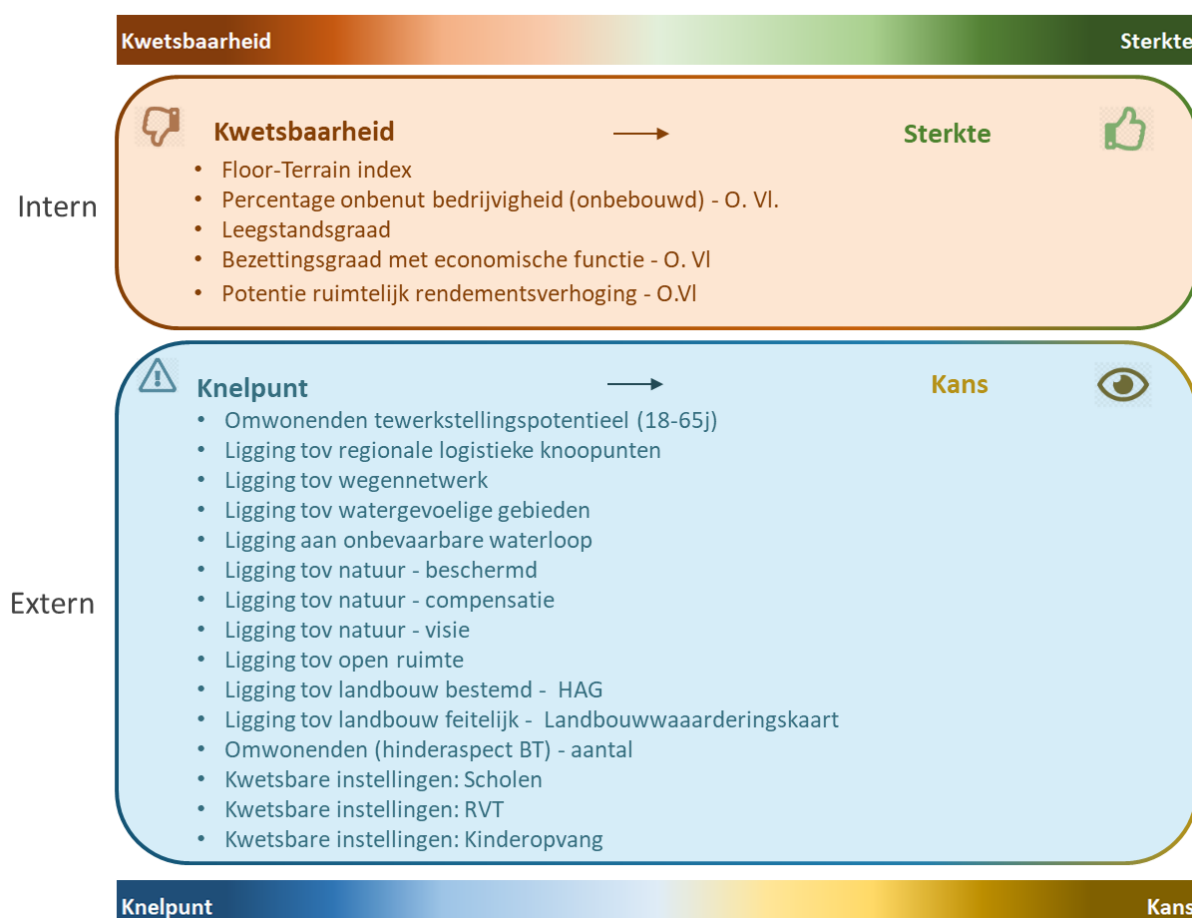 Kwetsbaarheid Sterkte
Intern
Kwetsbaarheid → Sterkte
• Floor-Terrain index
• Percentage onbenut bedrijvigheid (onbebouwd) - O. Vl.
• Leegstandsgraad
• Bezettingsgraad met economische functie - O. Vl
• Potentie ruimtelijk rendementsverhoging - O.Vl
Extern
Knelpunt → Kans
• Omwonenden tewerkstellingspotentieel (18-65j)
• Ligging tov regionale logistieke knoopunten
• Ligging tov wegennetwerk
• Ligging tov watergevoelige gebieden
• Ligging aan onbevaarbare waterloop
• Ligging tov natuur - beschermd
• Ligging tov natuur - compensatie
• Ligging tov natuur - visie
• Ligging tov open ruimte
• Ligging tov landbouw bestemd - HAG
• Ligging tov landbouw feitelijk - Landbouwwaaarderingskaart
• Omwonenden (hinderaspect BT) - aantal
• Kwetsbare instellingen: Scholen
• Kwetsbare instellingen: RVT
• Kwetsbare instellingen: Kinderopvang
Knelpunt Kans